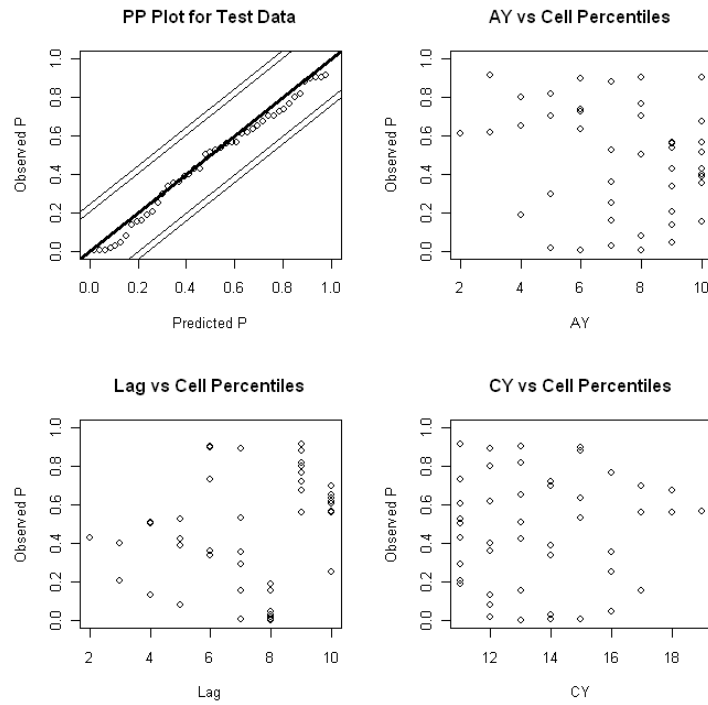 PP Plot for Test Data
Observed P
0.0 0.2 0.4 0.6 0.8 1.0
0.0 0.2 0.4 0.6 0.8 1.0
Predicted P
AY vs Cell Percentiles
Observed P
0.0 0.2 0.4 0.6 0.8 1.0
2 4 6 8 10
AY
Lag vs Cell Percentiles
Observed P
0.0 0.2 0.4 0.6 0.8 1.0
2 4 6 8 10
Lag
CY vs Cell Percentiles
Observed P
0.0 0.2 0.4 0.6 0.8 1.0
12 14 16 18
CY